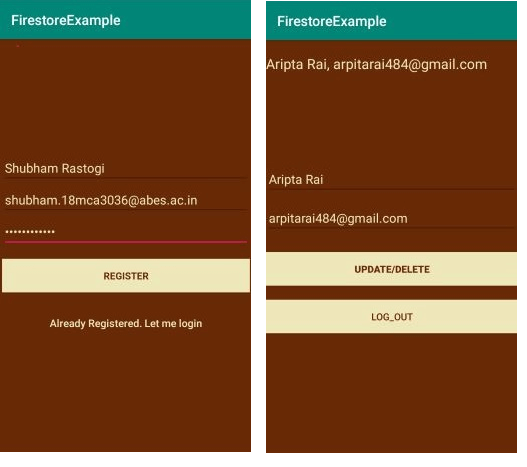 FirestoreExample
Shubham Rastogi
shubham.18mca3036@abes.ac.in
••••••••••••
REGISTER
Already Registered. Let me login
FirestoreExample
Aripta Rai, arpitarai484@gmail.com
Aripta Rai
arpitarai484@gmail.com
UPDATE/DELETE
LOG_OUT